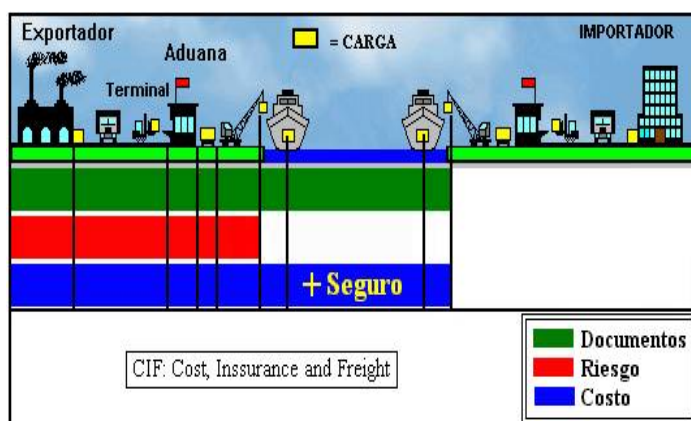 Exportador
Aduana
= CARGA
IMPORTADOR
Terminal
+ Seguro
CIF: Cost, Inssurance and Freight
Documentos
Riesgo
Costo